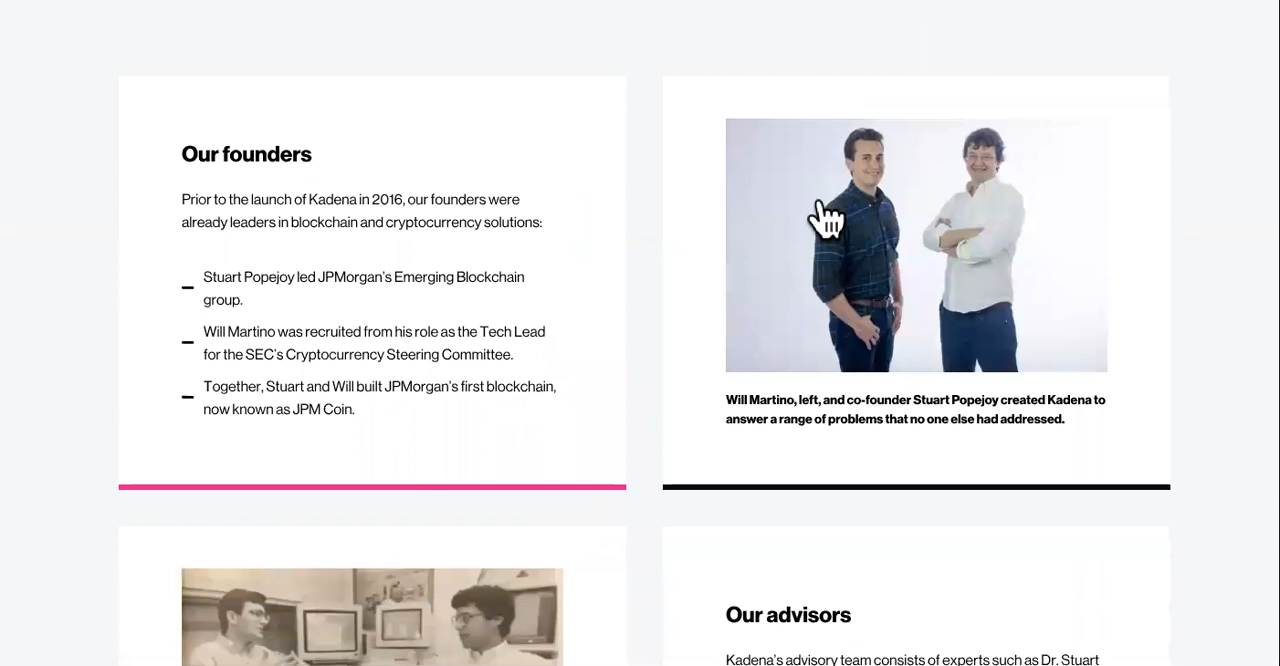 Our founders
Prior to the launch of Kadena in 2016, our founders were
already leaders in blockchain and cryptocurrency solutions:
Stuart Popejoy led JPMorgan's Emerging Blockchain
group.
Will Martino was recruited from his role as the Tech Lead
for the SEC's Cryptocurrency Steering Committee.
Together, Stuart and Will built JPMorgan's first blockchain,
now known as JPM Coin.
Will Martino, left, and co-founder Stuart Popejoy created Kadena to
answer a range of problems that no one else had addressed.
Our advisors
Kadena's advisory team consists of experts such as Dr. Stuart